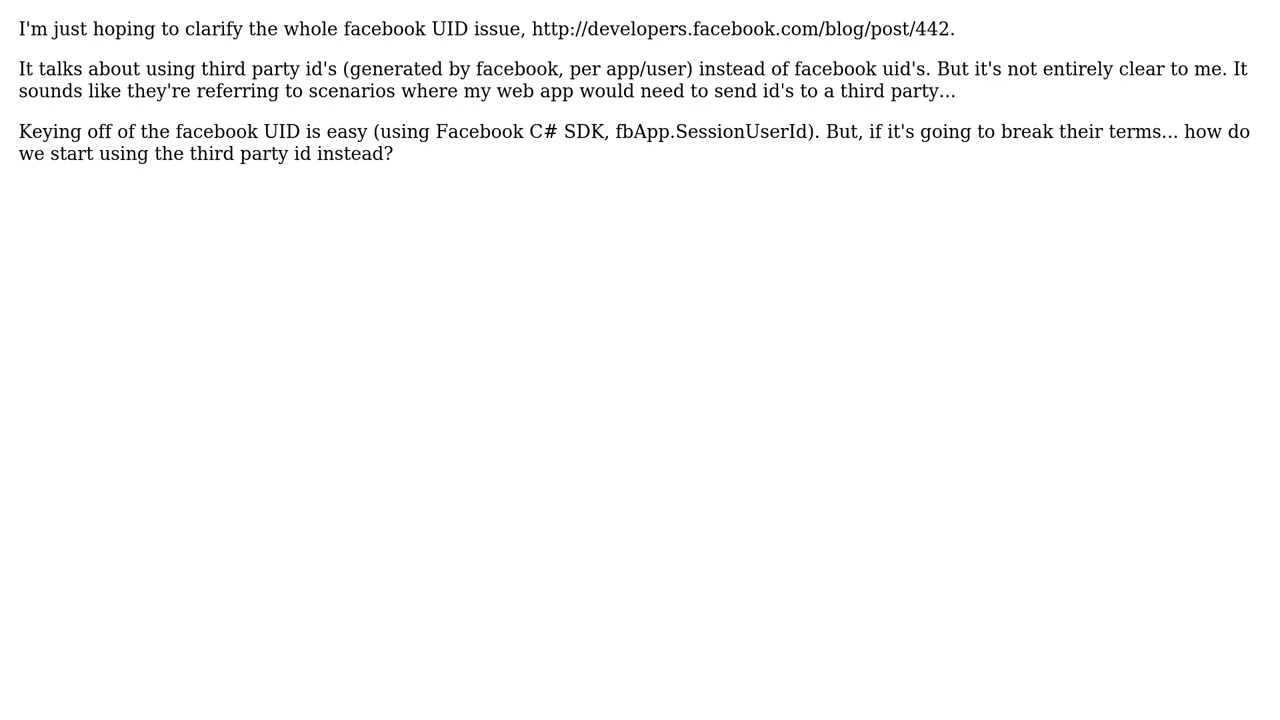 I'm just hoping to clarify the whole facebook UID issue, http://developers.facebook.com/blog/post/442.
It talks about using third party id's (generated by facebook, per app/user) instead of facebook uid's. But it's not entirely clear to me. It
sounds like they're referring to scenarios where my web app would need to send id's to a third party...
Keying off of the facebook UID is easy (using Facebook C# SDK, fbApp.SessionUserId). But, if it's going to break their terms... how do
we start using the third party id instead?